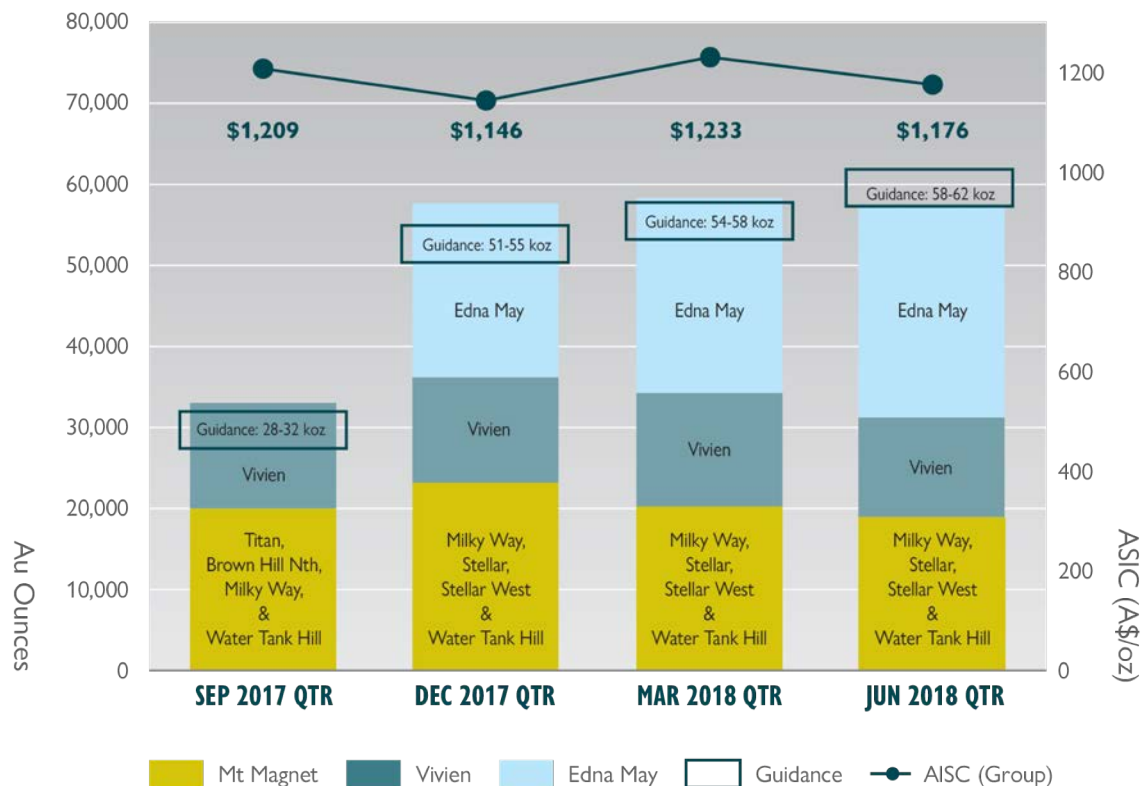 80,000
70,000
60,000
50,000
40,000
30,000
20,000
10,000
0
Au Ounces
1200
1000
800
600
400
200
0
ASIC (A$/oz)
$1,209
$1,146
$1,233
$1,176
Guidance: 28-32 koz
Vivien
Titan,
Brown Hill Nth,
Milky Way,
&
Water Tank Hill
Guidance: 51-55 koz
Edna May
Vivien
Milky Way,
Stellar,
Stellar West
&
Water Tank Hill
Guidance: 54-58 koz
Edna May
Vivien
Milky Way,
Stellar,
Stellar West
&
Water Tank Hill
Guidance: 58-62 koz
Edna May
Vivien
Milky Way,
Stellar,
Stellar West
&
Water Tank Hill
SEP 2017 QTR
DEC 2017 QTR
MAR 2018 QTR
JUN 2018 QTR
Mt Magnet
Vivien
Edna May
Guidance
AISC (Group)